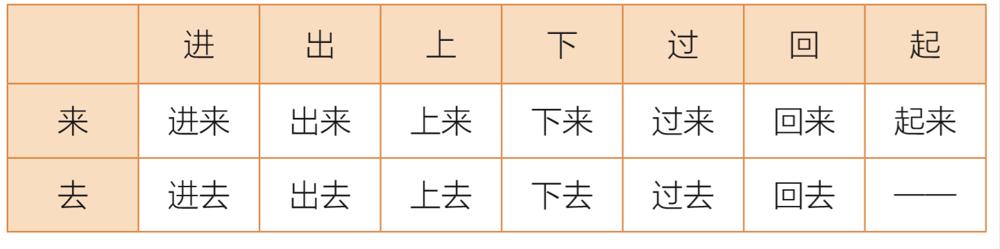 进 出 上 下 过 回 起
来 进来 出来 上来 下来 过来 回来 起来
去 进去 出去 上去 下去 过去 回去 ——